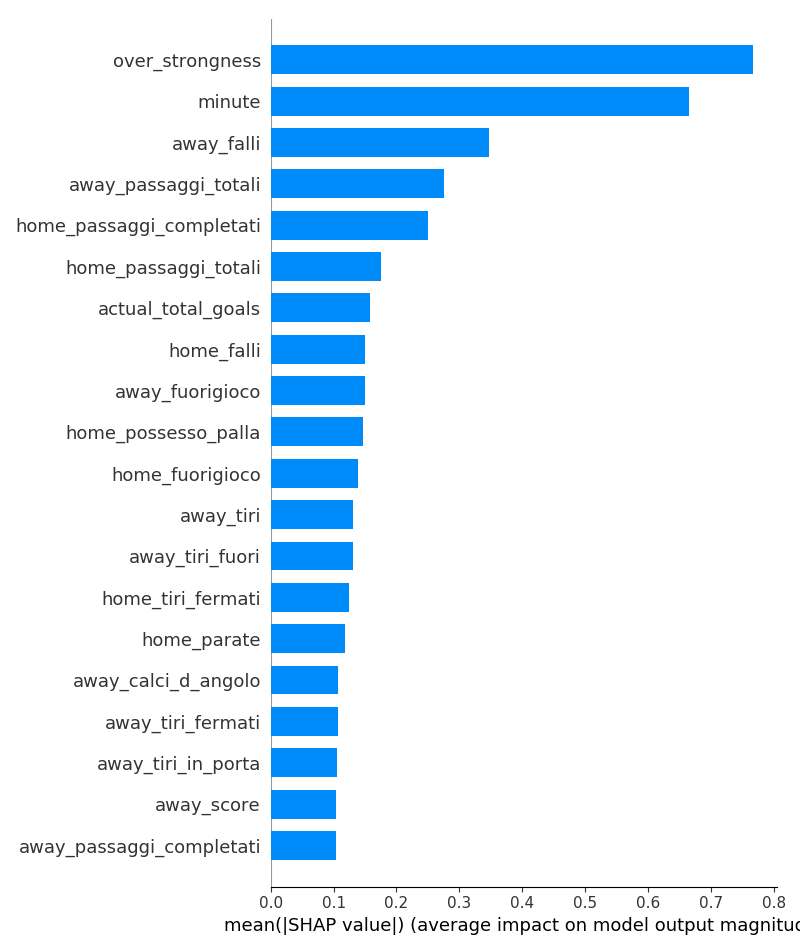 over_strongness
minute
away_falli
away_passaggi_totali
home_passaggi_completati
home_passaggi_totali
actual_total_goals
home_falli
away_fuorigioco
home_possesso_palla
home_fuorigioco
away_tiri
away_tiri_fuori
home_tiri_fermati
home_parate
away_calci_d_angolo
away_tiri_fermati
away_tiri_in_porta
away_score
away_passaggi_completati
0.0 0.1 0.2 0.3 0.4 0.5 0.6 0.7 0.8
mean(|SHAP value|) (average impact on model output magnitud